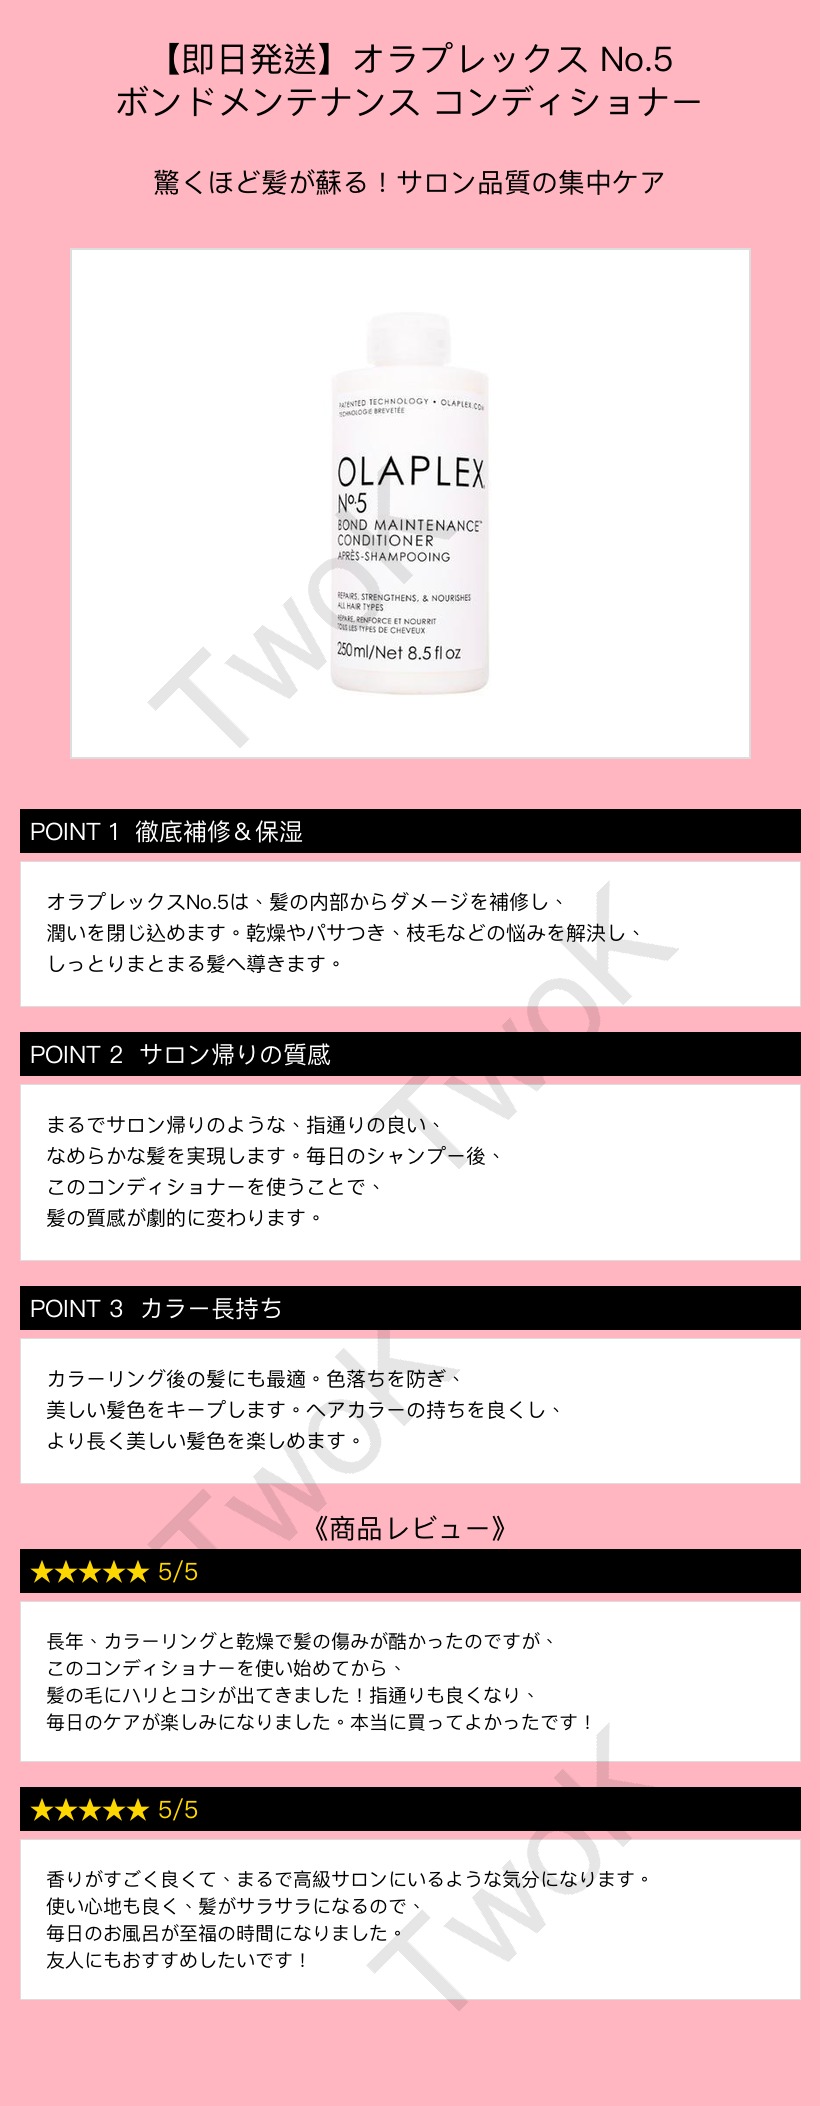 【即日発送】オラプレックス No.5
ボンドメンテナンス コンディショナー
驚くほど髪が蘇る！サロン品質の集中ケア
PATENTED TECHNOLOGY • OLAPLEX.COM
TECHNOLOGIE BREVETÉE
OLAPLEX
Nº.5
BOND MAINTENANCE™
CONDITIONER
APRÈS-SHAMPOOING
REPAIRS, STRENGTHENS, & NOURISHES
ALL HAIR TYPES
RÉPARE, RENFORCE ET NOURRIT
TOUS LES TYPES DE CHEVEUX
250ml/Net 8.5 fl oz
TwoK
POINT 1 徹底補修＆保湿
オラプレックスNo.5は、髪の内部からダメージを補修し、
潤いを閉じ込めます。乾燥やパサつき、枝毛などの悩みを解決し、
しっとりまとまる髪へ導きます。
TwoK
POINT 2 サロン帰りの質感
まるでサロン帰りのような、指通りの良い、
なめらかな髪を実現します。毎日のシャンプー後、
このコンディショナーを使うことで、
髪の質感が劇的に変わります。
POINT 3 カラー長持ち
カラーリング後の髪にも最適。色落ちを防ぎ、
美しい髪色をキープします。ヘアカラーの持ちを良くし、
より長く美しい髪色を楽しめます。
TwoK
《商品レビュー》
★★★★★ 5/5
長年、カラーリングと乾燥で髪の傷みが酷かったのですが、
このコンディショナーを使い始めてから、
髪の毛にハリとコシが出てきました！指通りも良くなり、
毎日のケアが楽しみになりました。本当に買ってよかったです！
★★★★★ 5/5
香りがすごく良くて、まるで高級サロンにいるような気分になります。
使い心地も良く、髪がサラサラになるので、
毎日のお風呂が至福の時間になりました。
友人にもおすすめしたいです！
TwoK